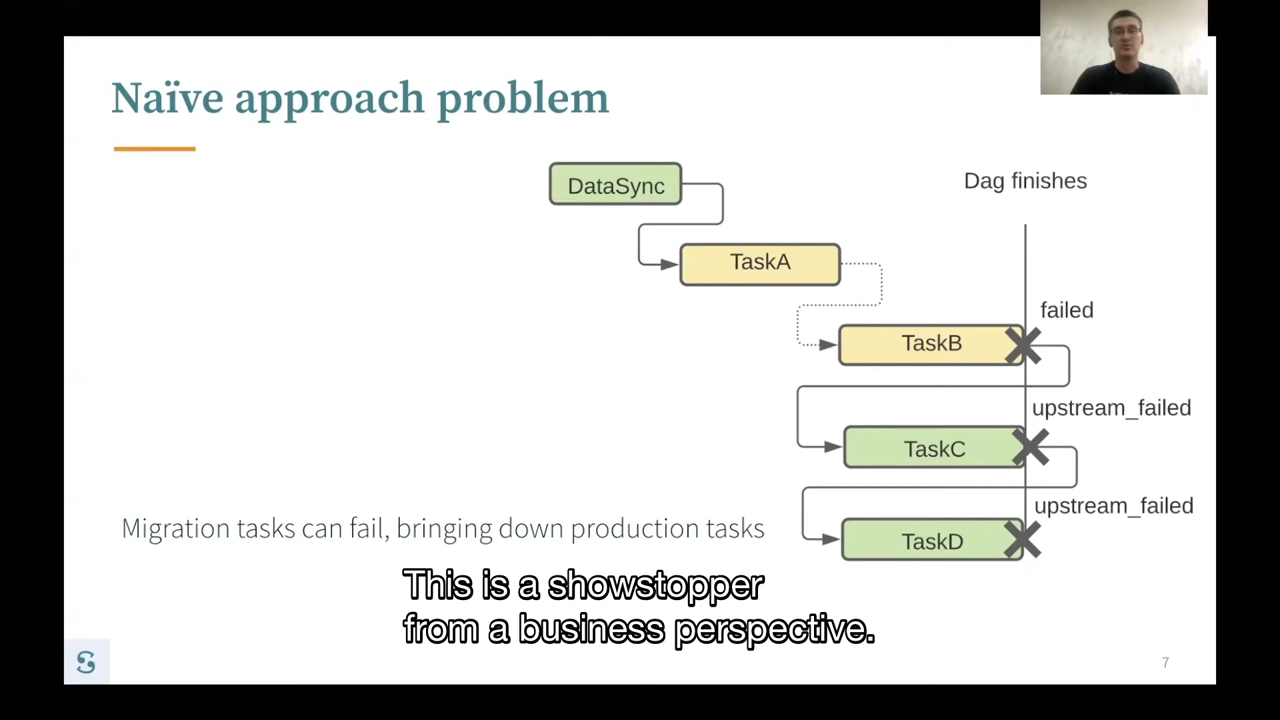 Naïve approach problem
DataSync
Dag finishes
TaskA
failed
TaskB
upstream_failed
TaskC
upstream_failed
TaskD
Migration tasks can fail, bringing down production tasks
This is a showstopper
from a business perspective.
7